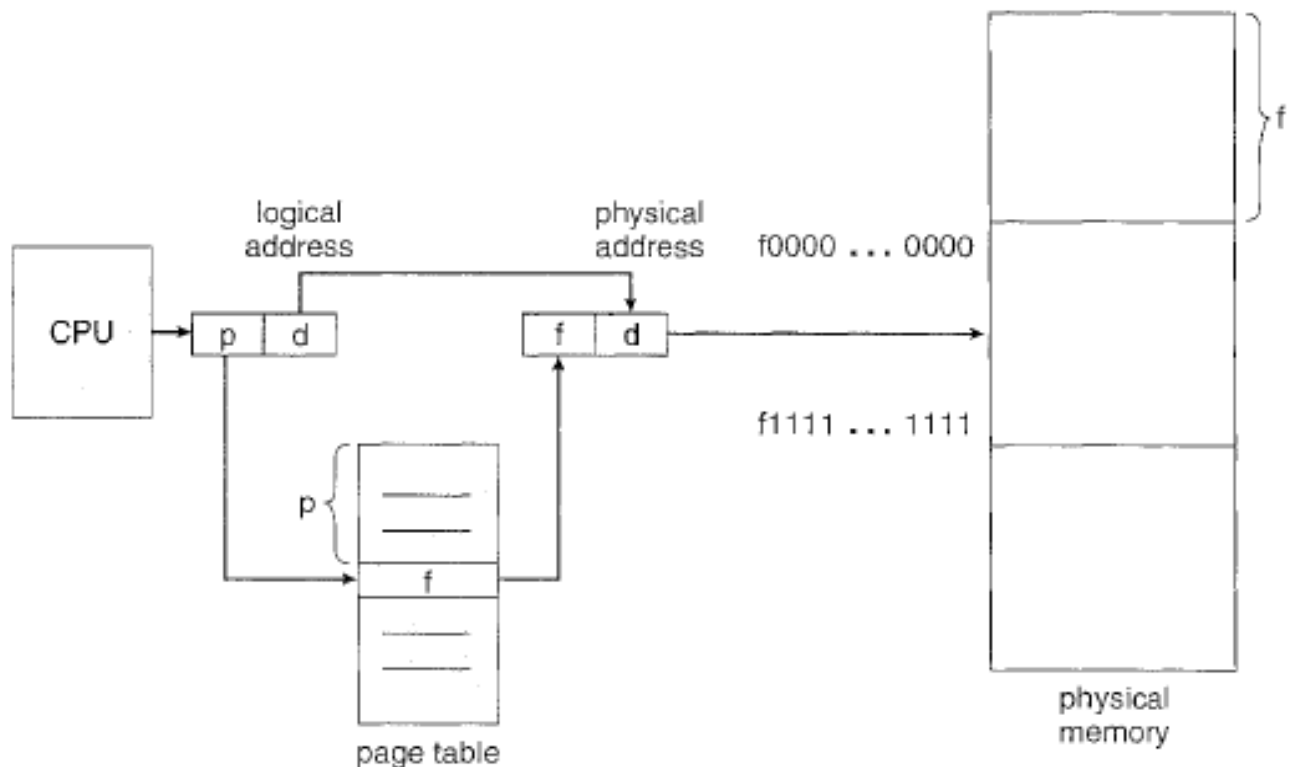 f
logical
address
physical
address
f0000 ... 0000
CPU
p
d
f
d
f1111 ... 1111
p
f
physical
memory
page table